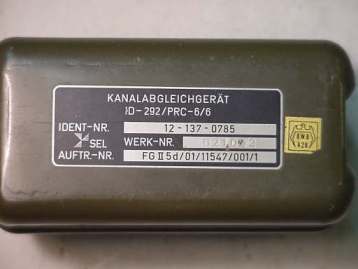 KANALABGLEICHGERÄT
ID-292/PRC-6/6
IDENT-NR. 12-137-0785
SEL WERK-NR.
AUFTR.-NR. FG II 5d/01/11547/001/1
BWB